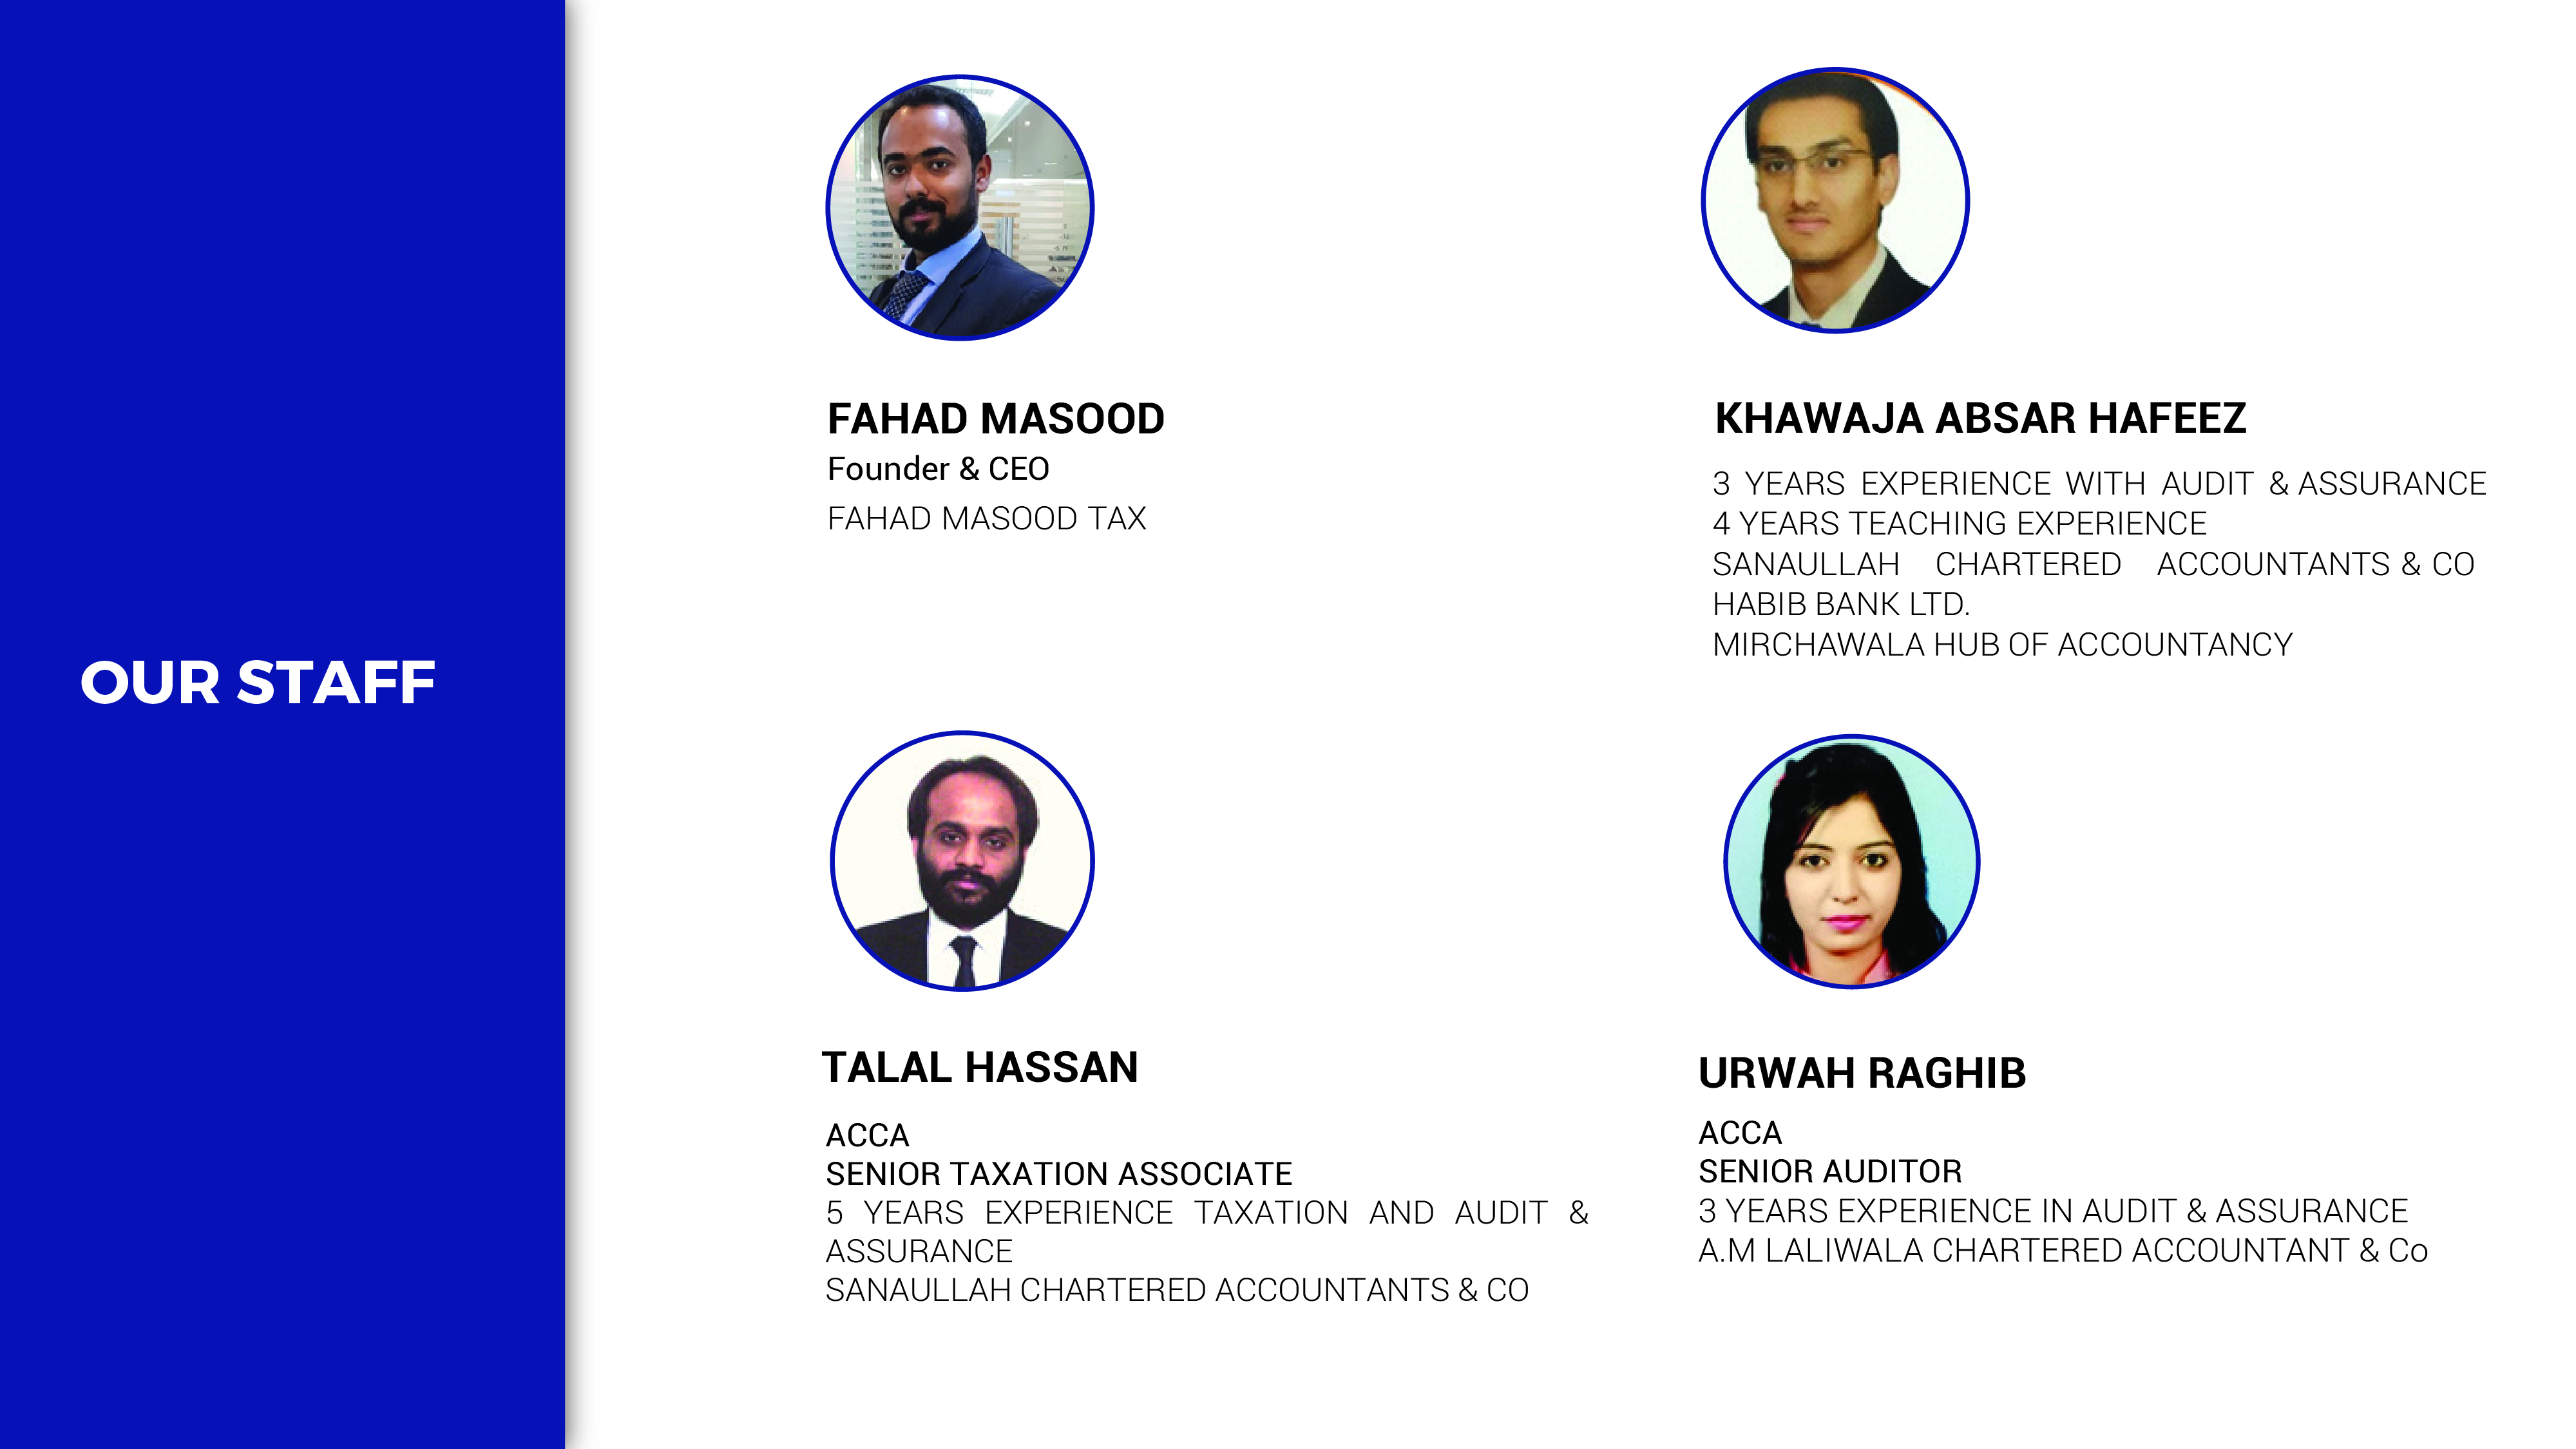 OUR STAFF
FAHAD MASOOD
Founder & CEO
FAHAD MASOOD TAX
KHAWAJA ABSAR HAFEEZ
3 YEARS EXPERIENCE WITH AUDIT & ASSURANCE
4 YEARS TEACHING EXPERIENCE
SANAULLAH CHARTERED ACCOUNTANTS & CO
HABIB BANK LTD.
MIRCHAWALA HUB OF ACCOUNTANCY
TALAL HASSAN
ACCA
SENIOR TAXATION ASSOCIATE
5 YEARS EXPERIENCE TAXATION AND AUDIT &
ASSURANCE
SANAULLAH CHARTERED ACCOUNTANTS & CO
URWAH RAGHIB
ACCA
SENIOR AUDITOR
3 YEARS EXPERIENCE IN AUDIT & ASSURANCE
A.M LALIWALA CHARTERED ACCOUNTANT & Co